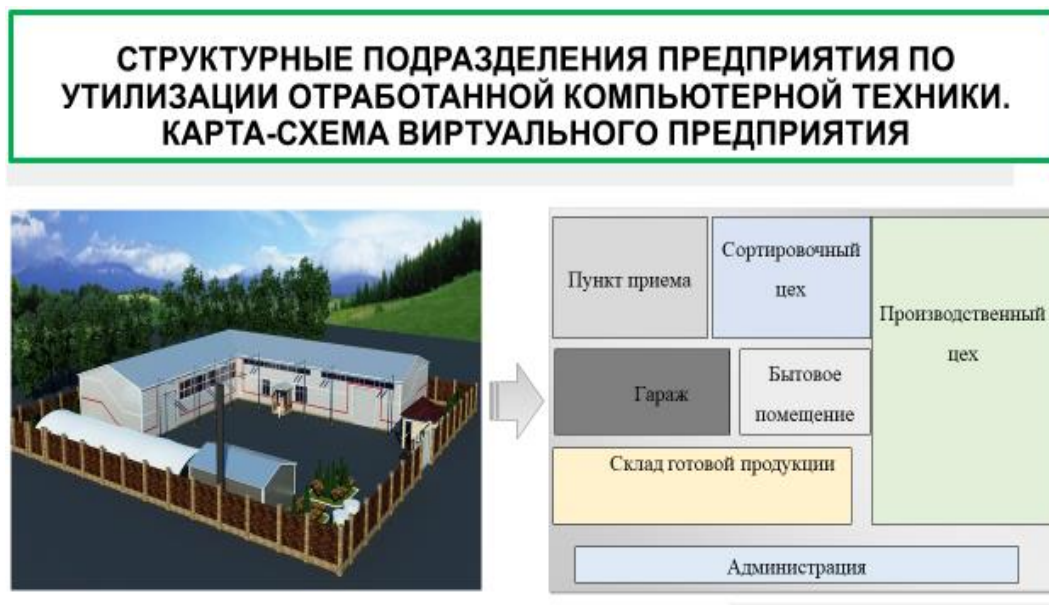 СТРУКТУРНЫЕ ПОДРАЗДЕЛЕНИЯ ПРЕДПРИЯТИЯ ПО
УТИЛИЗАЦИИ ОТРАБОТАННОЙ КОМПЬЮТЕРНОЙ ТЕХНИКИ.
КАРТА-СХЕМА ВИРТУАЛЬНОГО ПРЕДПРИЯТИЯ
Пункт приема
Сортировочный
цех
Производственный
цех
Гараж
Бытовое
помещение
Склад готовой продукции
Администрация